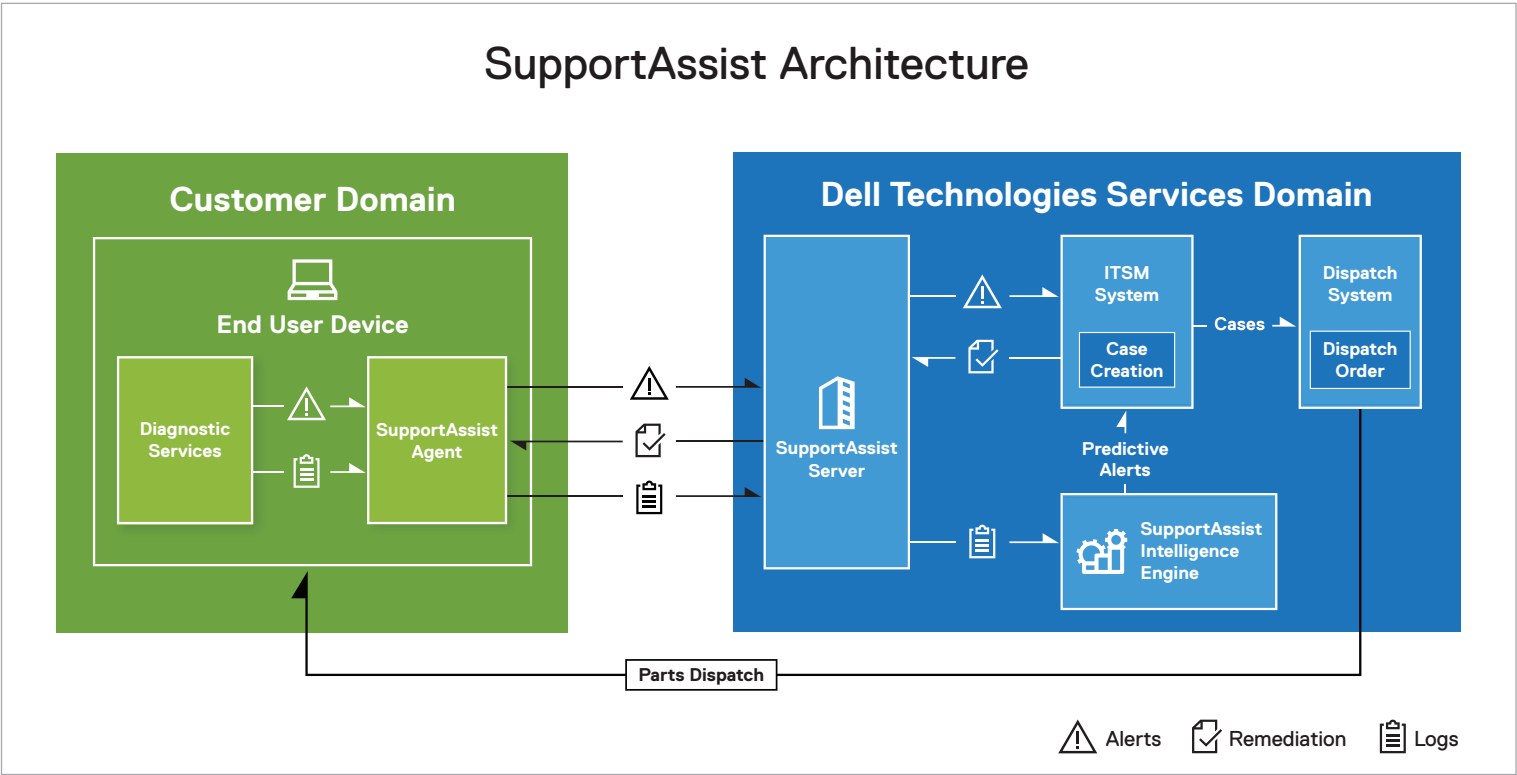 SupportAssist Architecture
Customer Domain
End User Device
Diagnostic
Services
SupportAssist
Agent
Dell Technologies Services Domain
SupportAssist
Server
ITSM
System
Case
Creation
Cases
Dispatch
System
Dispatch
Order
Predictive
Alerts
SupportAssist
Intelligence
Engine
Parts Dispatch
Alerts
Remediation
Logs